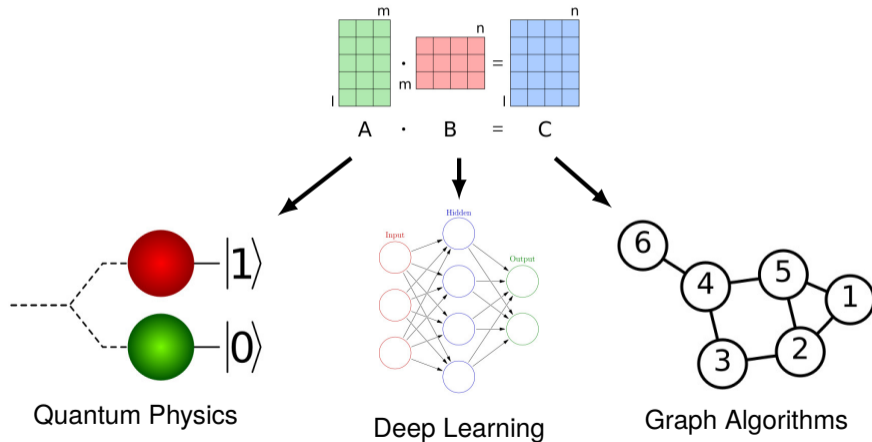 m
n
n
· =
m
l
l
A · B = C
Hidden
Input
Output
|1⟩
|0⟩
6
4
5
1
3
2
Quantum Physics
Deep Learning
Graph Algorithms